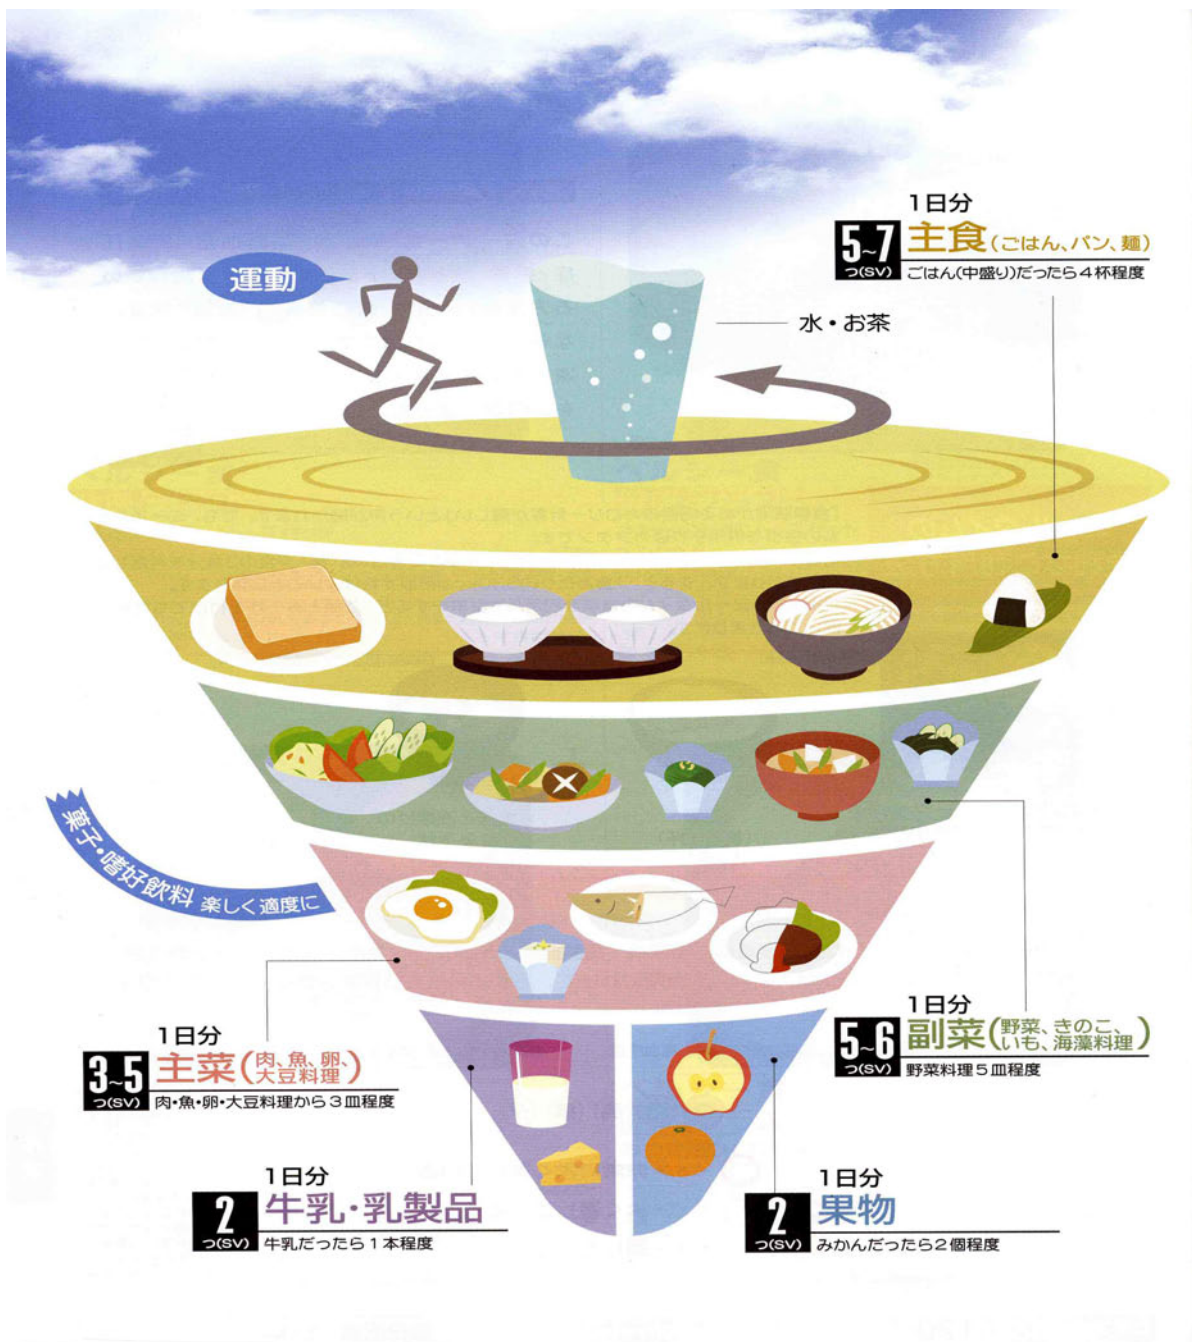 1日分
5~7
つ(SV)
主食(ごはん、パン、麺)
ごはん(中盛り)だったら4杯程度
運動
水・お茶
菓子・嗜好飲料 楽しく適度に
1日分
3~5
つ(SV)
主菜(肉、魚、卵、
大豆料理)
肉・魚・卵・大豆料理から3皿程度
1日分
5~6
つ(SV)
副菜(野菜、きのこ、
いも、海藻料理)
野菜料理5皿程度
1日分
2
つ(SV)
牛乳・乳製品
牛乳だったら1本程度
1日分
2
つ(SV)
果物
みかんだったら2個程度